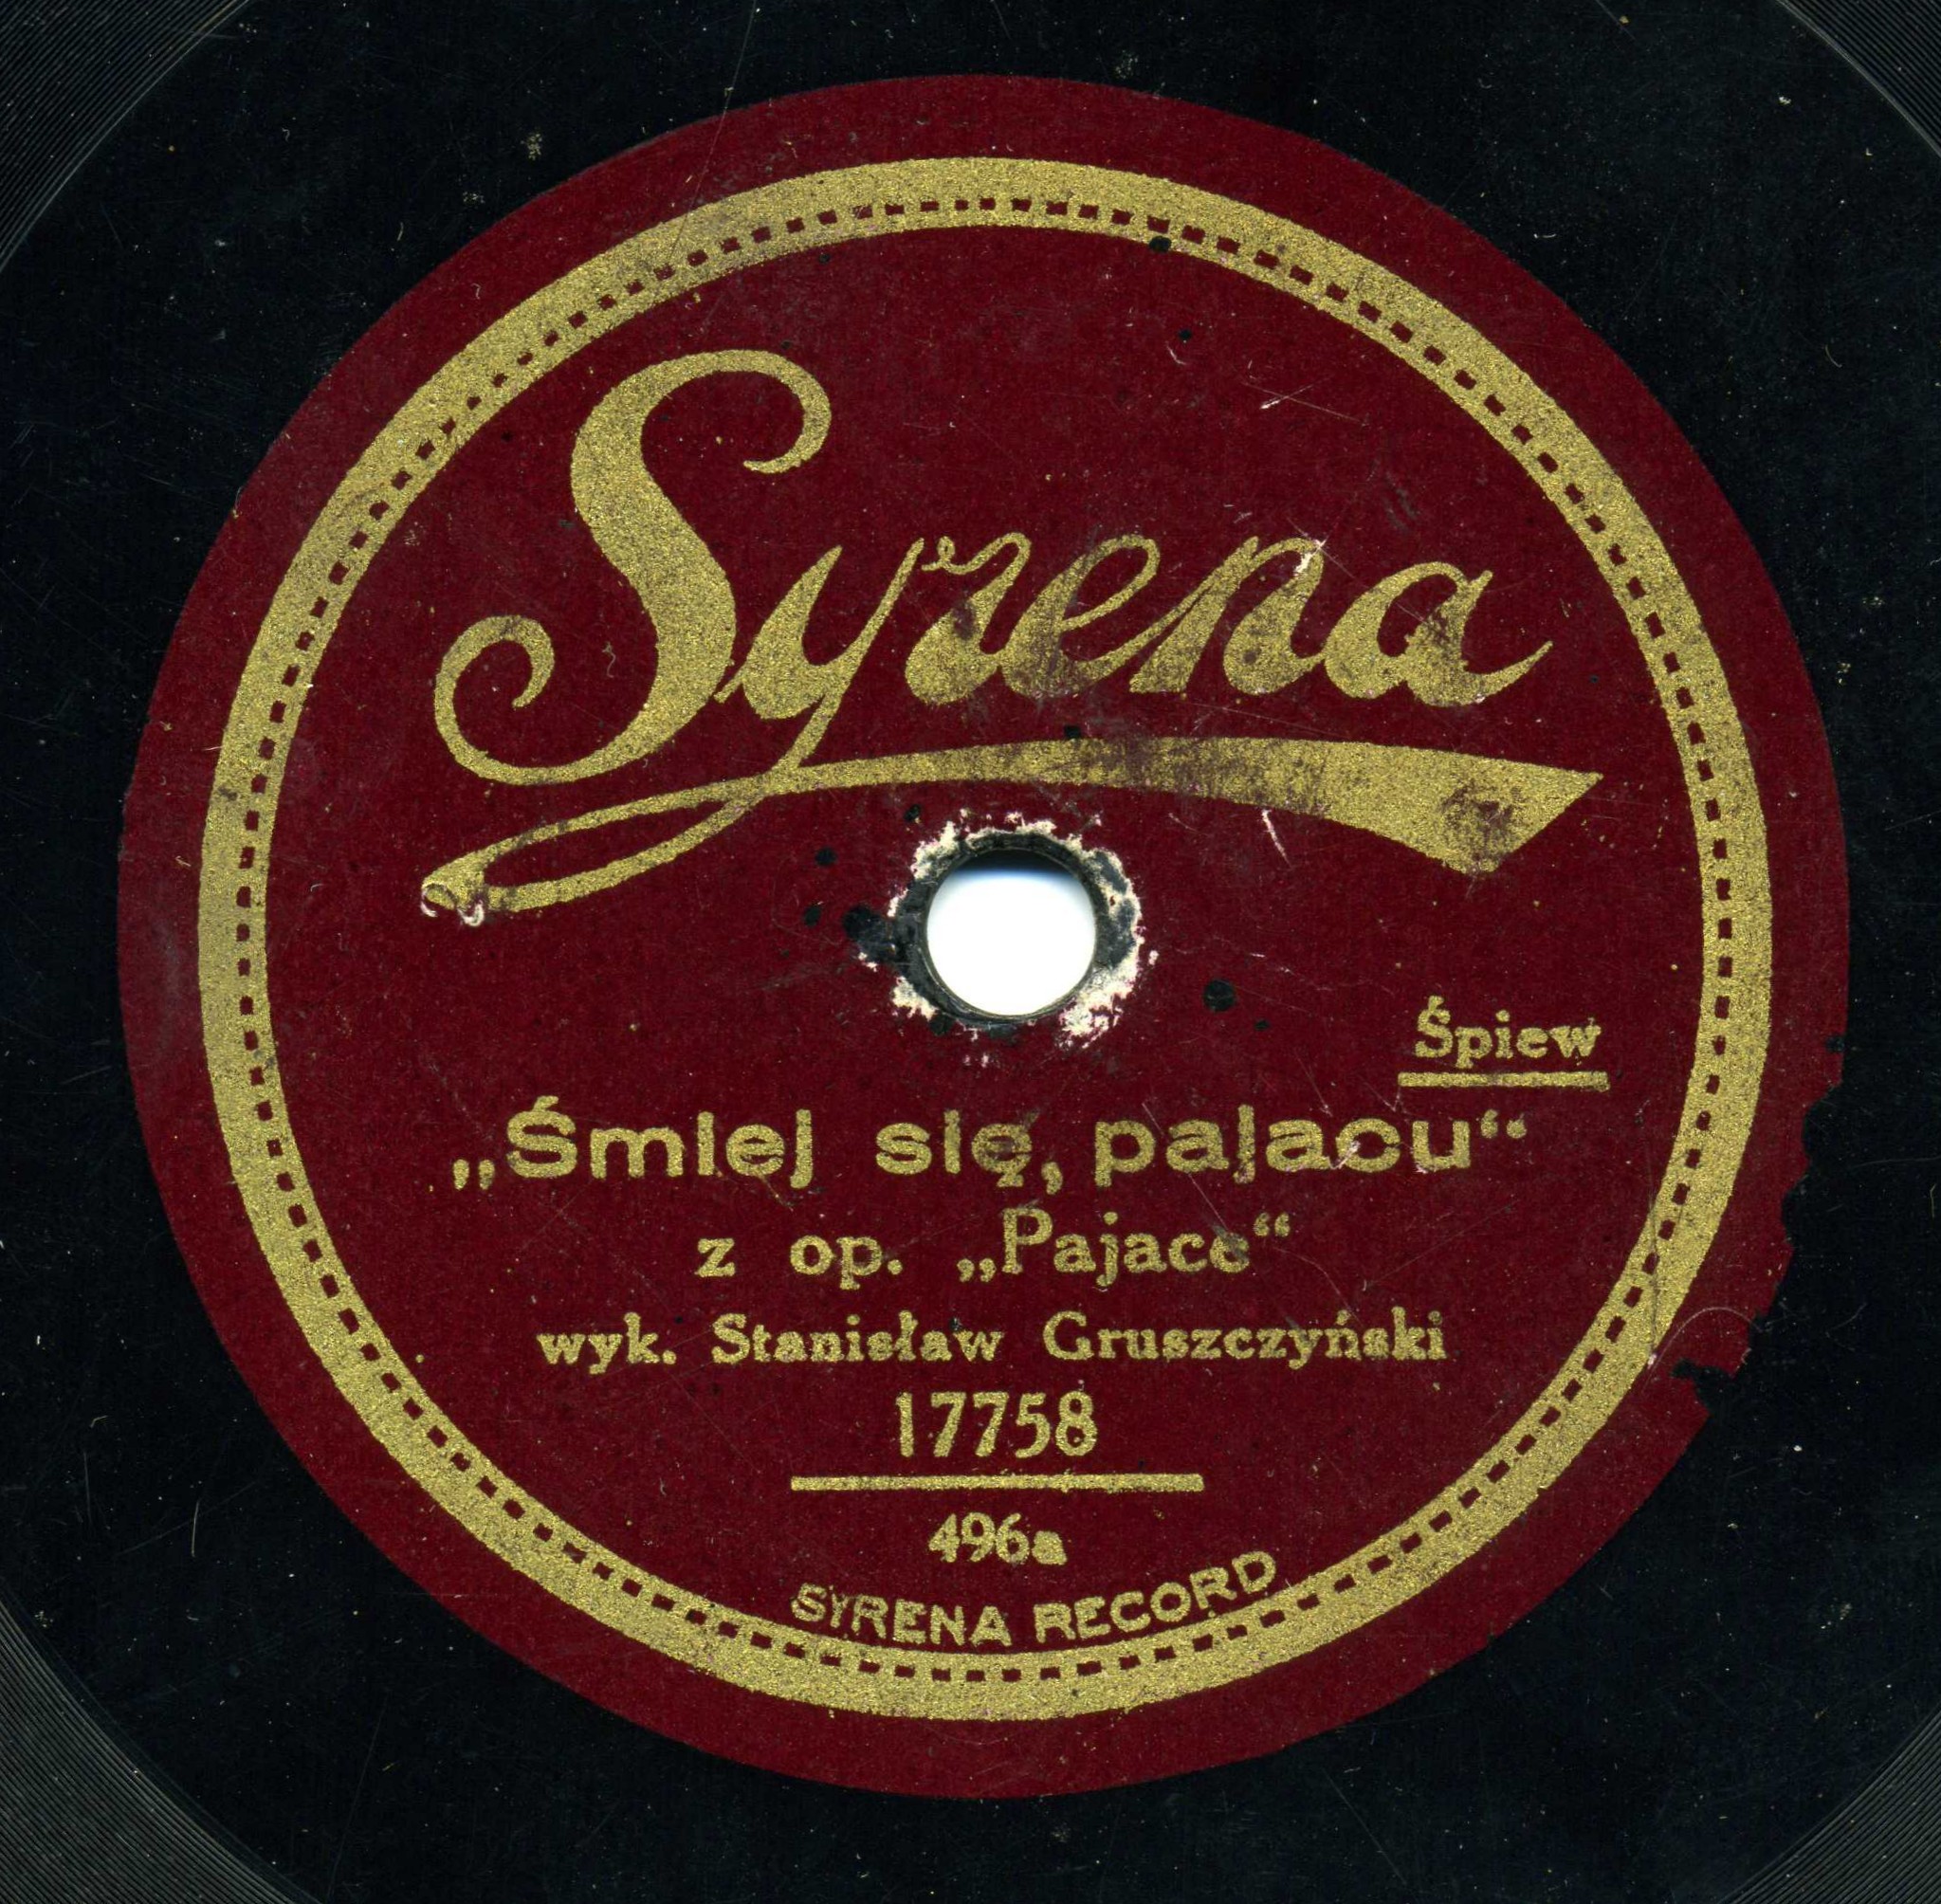 Syrena
Śpiew
„Śmiej się, pajacu“
z op. „Pajace“
wyk. Stanisław Gruszczyński
17758
496a
SYRENA RECORD